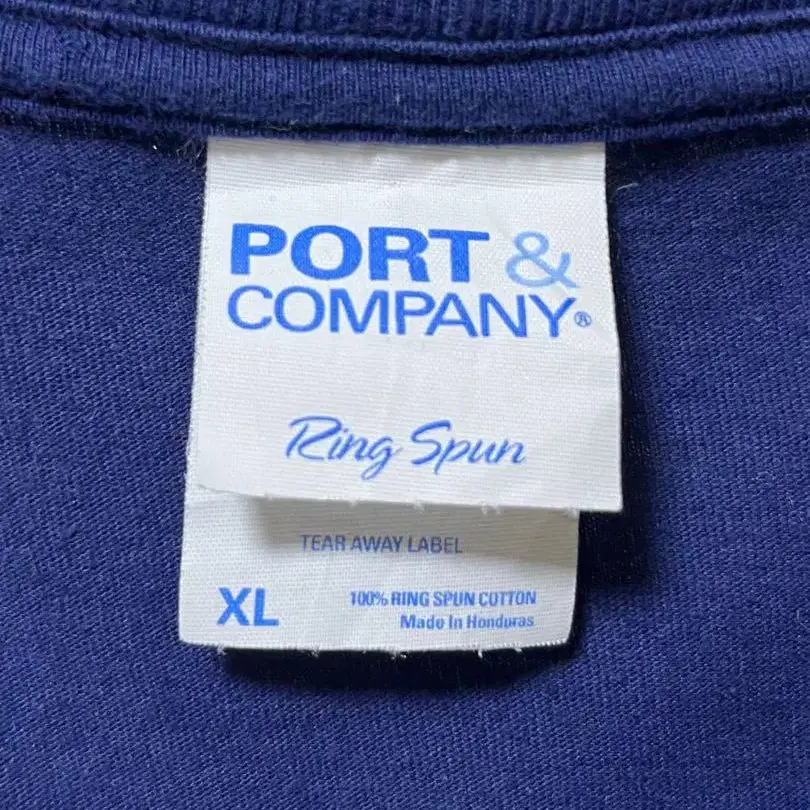 PORT &
COMPANY®
Ring Spun
TEAR AWAY LABEL
XL
100% RING SPUN COTTON
Made In Honduras